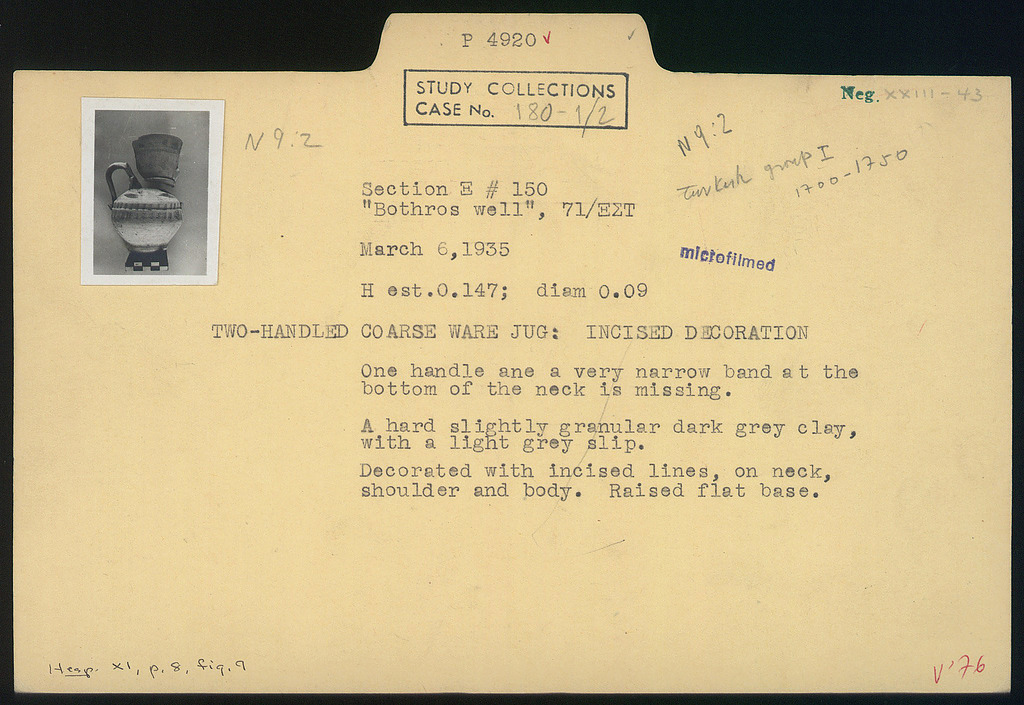 P 4920 ✓ ✓
STUDY COLLECTIONS
CASE No. 180-1/2
Neg. XXIII-43
N 9:2
N 9:2
Turkish group I
1700-1750
Section Ξ # 150
"Bothros well", 71/ΞΣΤ
March 6,1935
microfilmed
H est.0.147; diam 0.09
TWO-HANDLED COARSE WARE JUG: INCISED DECORATION
One handle ane a very narrow band at the
bottom of the neck is missing.
A hard slightly granular dark grey clay,
with a light grey slip.
Decorated with incised lines, on neck,
shoulder and body. Raised flat base.
Hesp. XI, p. 8, fig. 9
V'76